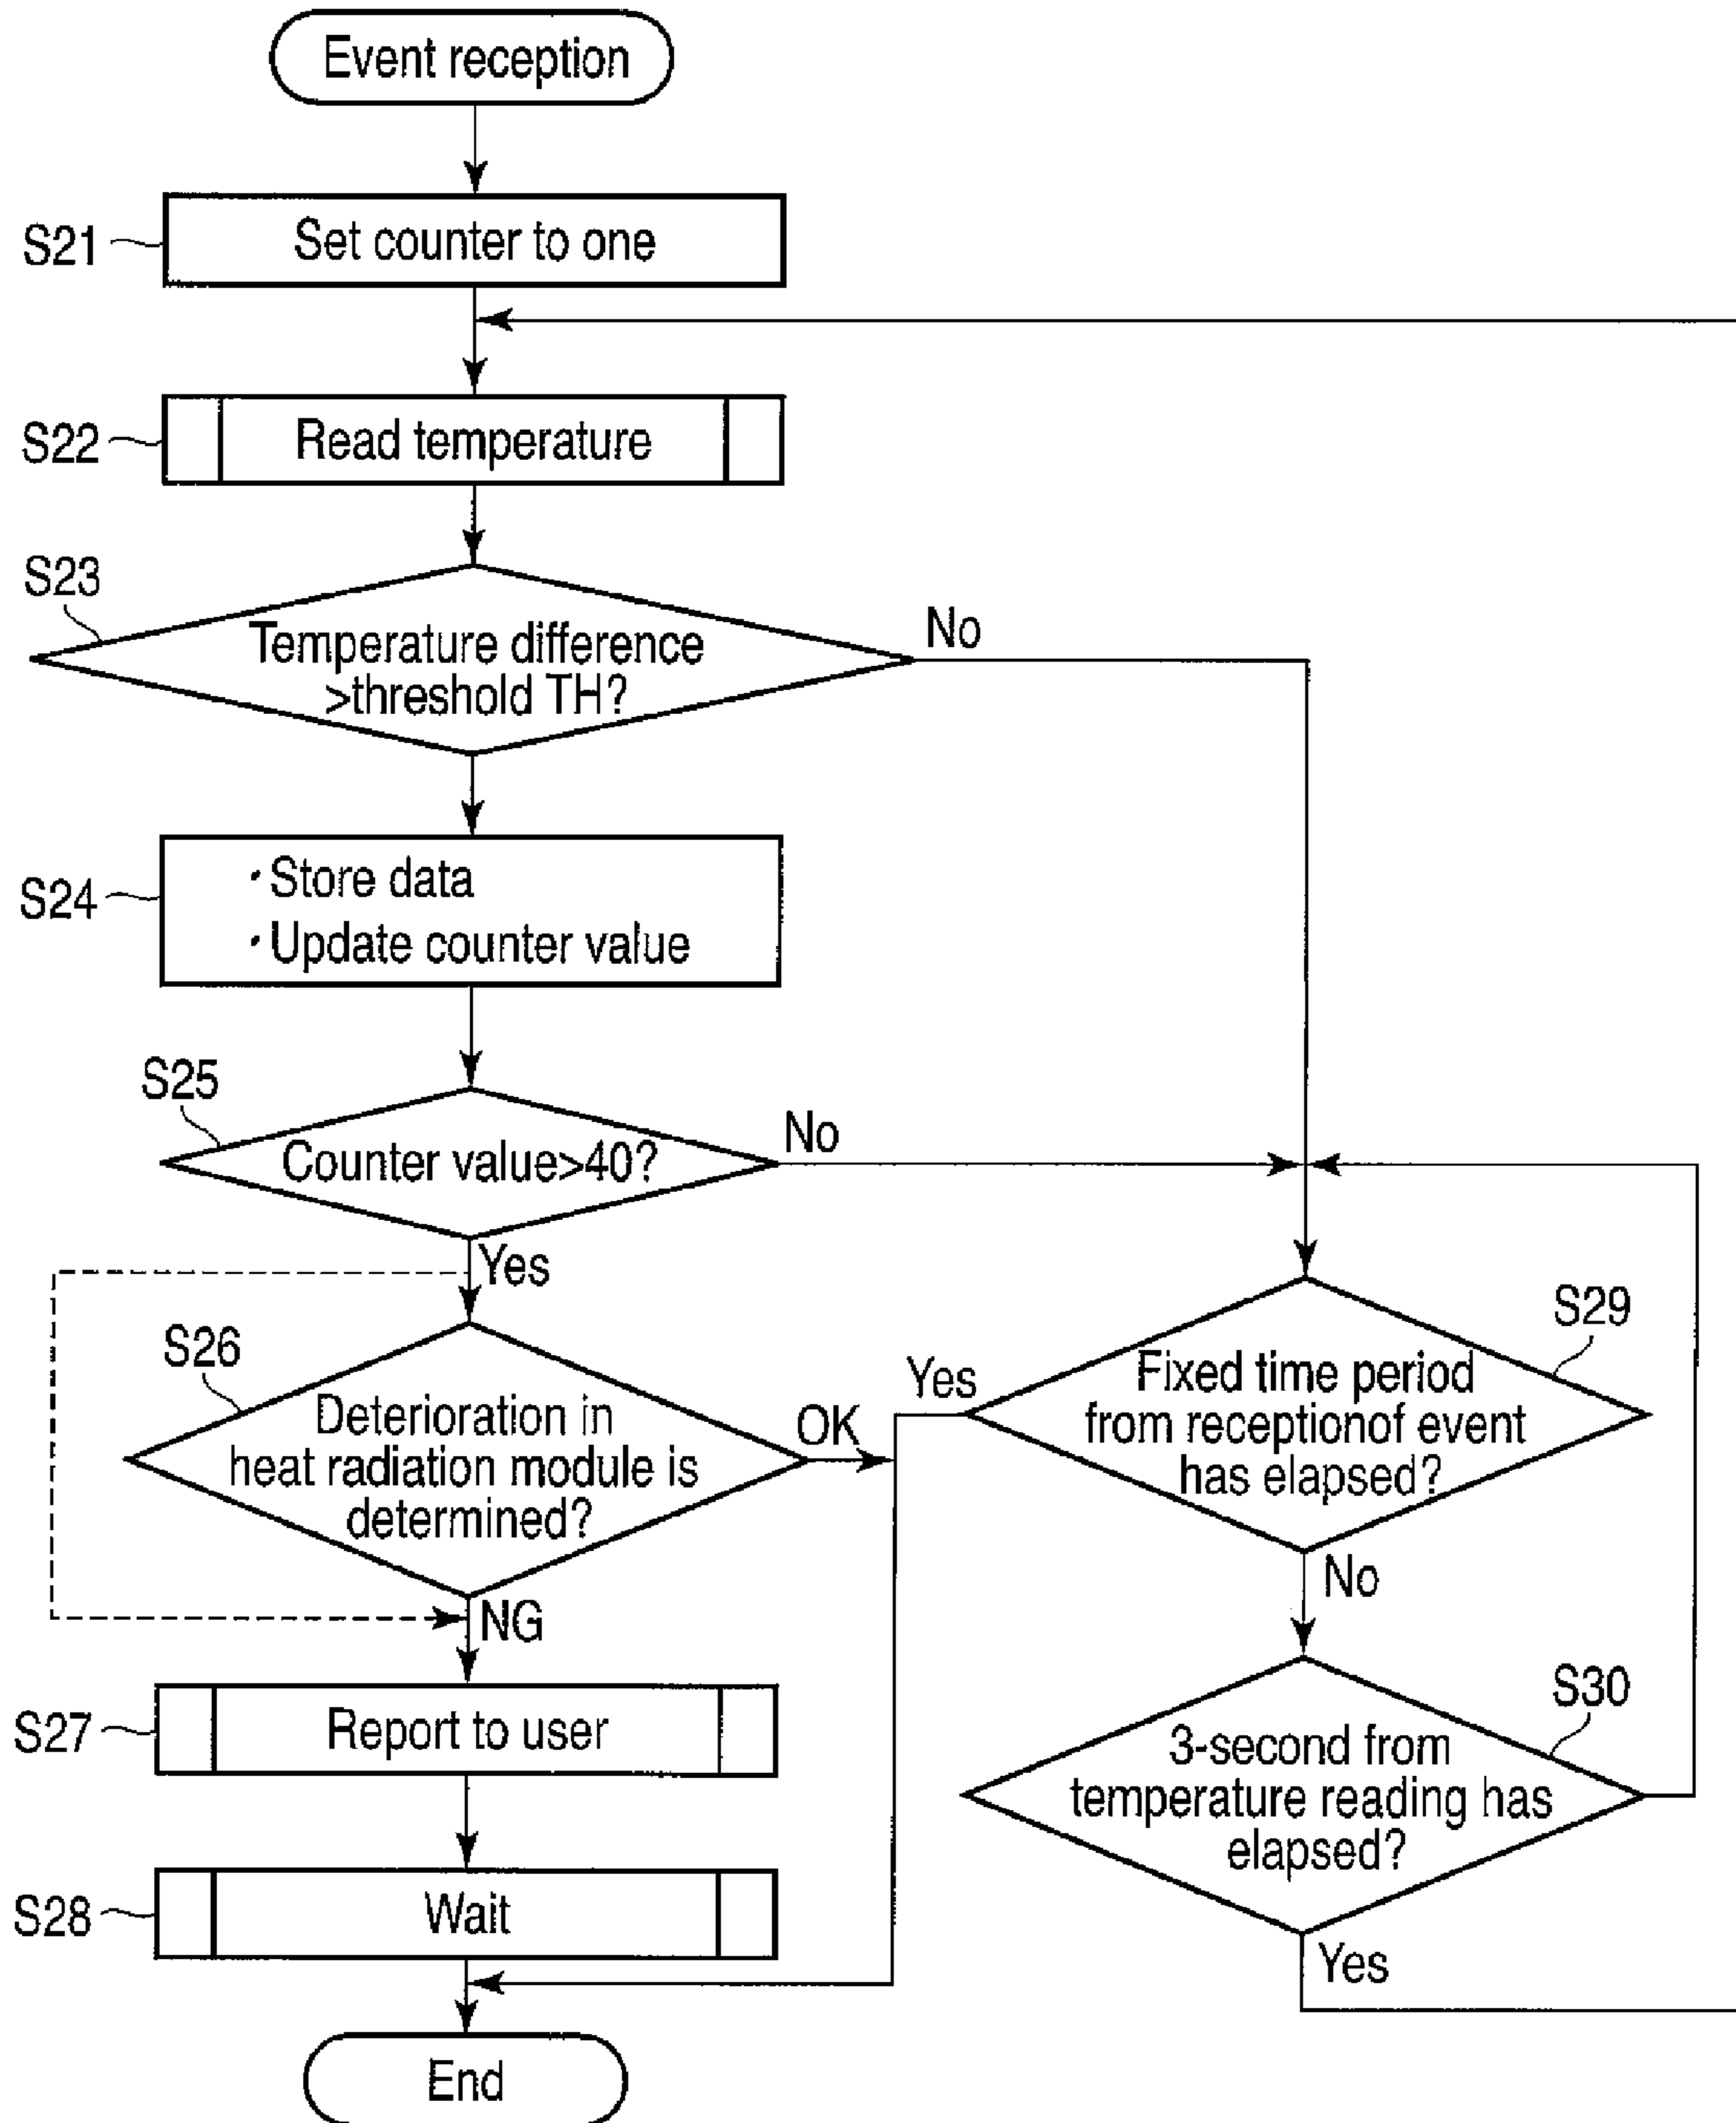 Event reception
S21
Set counter to one
S22
Read temperature
S23
Temperature difference
>threshold TH?
No
S24
・Store data
・Update counter value
S25
Counter value>40?
No
Yes
S26
Deterioration in
heat radiation module is
determined?
OK
NG
S27
Report to user
S28
Wait
End
S29
Fixed time period
from receptionof event
has elapsed?
Yes
No
S30
3-second from
temperature reading has
elapsed?
Yes